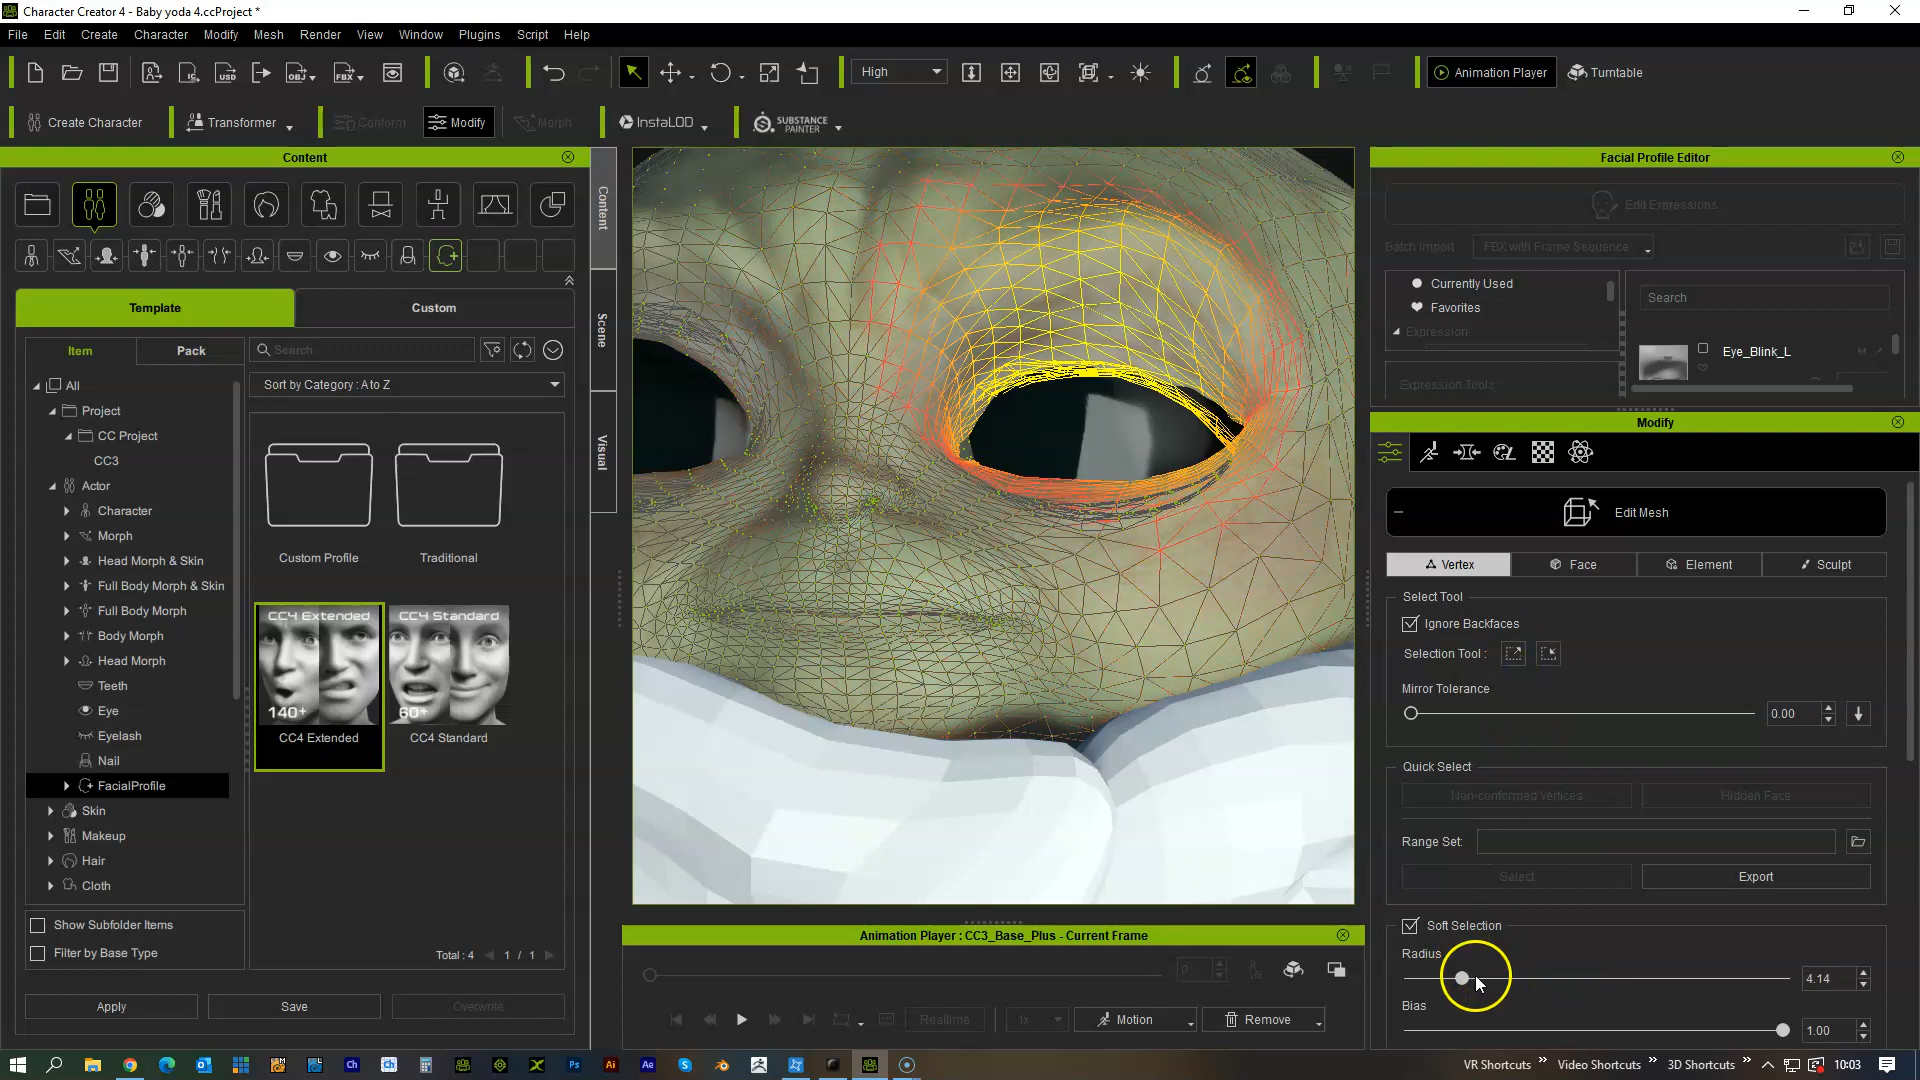 Character Creator 4 - Baby yoda 4.ccProject *
File Edit Create Character Modify Mesh Render View Window Plugins Script Help
IC USD OBJ FBX High Animation Player Turntable
Create Character Transformer Conform Modify Morph InstaLOD SUBSTANCE PAINTER
Content
Content
Scene
Visual
Template Custom
Item Pack Search
Sort by Category : A to Z
All
Project
CC Project
CC3
Actor
Character
Morph
Head Morph & Skin
Full Body Morph & Skin
Full Body Morph
Body Morph
Head Morph
Teeth
Eye
Eyelash
Nail
FacialProfile
Skin
Makeup
Hair
Cloth
Custom Profile Traditional
CC4 Extended CC4 Standard
140+ 60+
CC4 Extended CC4 Standard
Show Subfolder Items
Filter by Base Type
Total : 4 1 / 1
Apply Save Overwrite
Animation Player : CC3_Base_Plus - Current Frame
0
Realtime 1x Motion Remove
Facial Profile Editor
Edit Expressions
Batch Import FBX with Frame Sequence
Currently Used
Favorites
Expression
Expression Tools
Search
Eye_Blink_L
Modify
Edit Mesh
Vertex Face Element Sculpt
Select Tool
Ignore Backfaces
Selection Tool :
Mirror Tolerance
0.00
Quick Select
Non-conformed Vertices Hidden Face
Range Set:
Select Export
Soft Selection
Radius
4.14
Bias
1.00
VR Shortcuts Video Shortcuts 3D Shortcuts 10:03